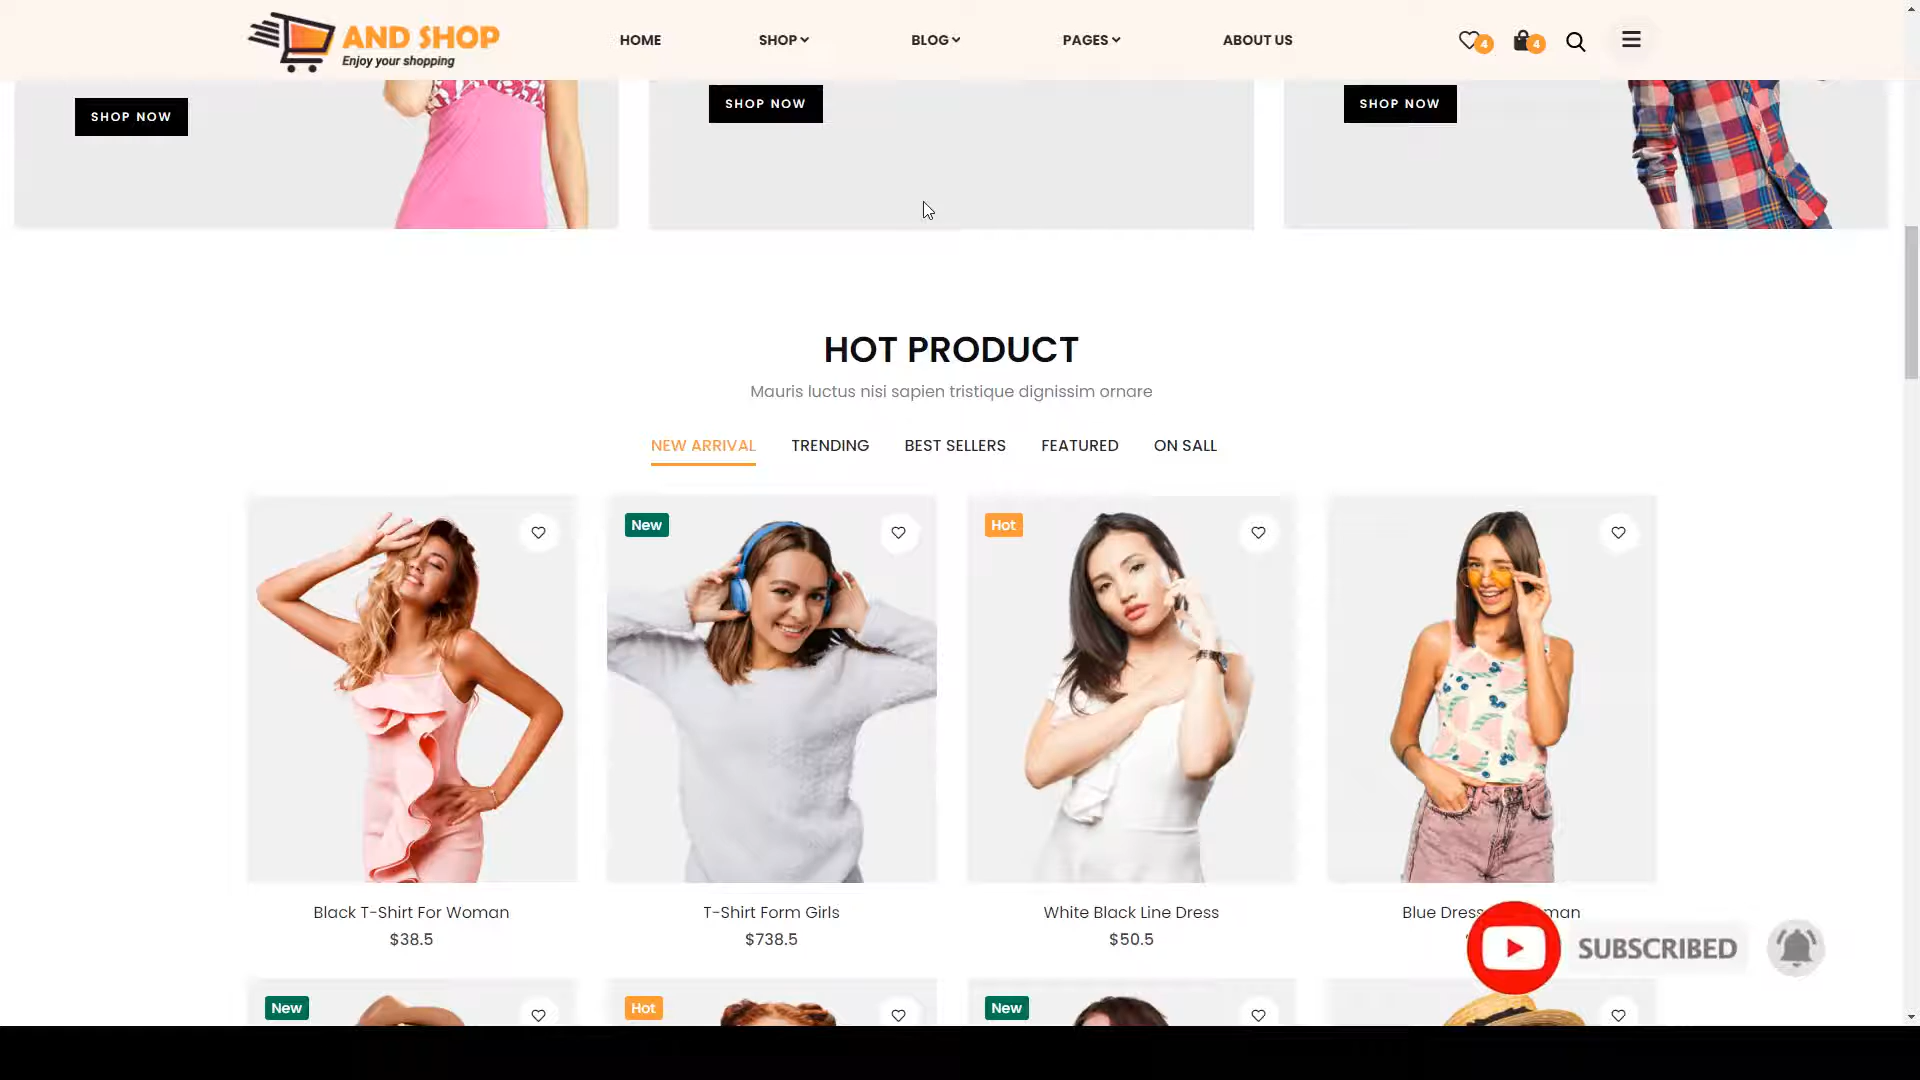 AND SHOP
Enjoy your shopping
HOME
SHOP
BLOG
PAGES
ABOUT US
4
4
SHOP NOW
SHOP NOW
SHOP NOW
HOT PRODUCT
Mauris luctus nisi sapien tristique dignissim ornare
NEW ARRIVAL
TRENDING
BEST SELLERS
FEATURED
ON SALL
New
Hot
Black T-Shirt For Woman
$38.5
T-Shirt Form Girls
$738.5
White Black Line Dress
$50.5
Blue Dress
SUBSCRIBED
New
Hot
New